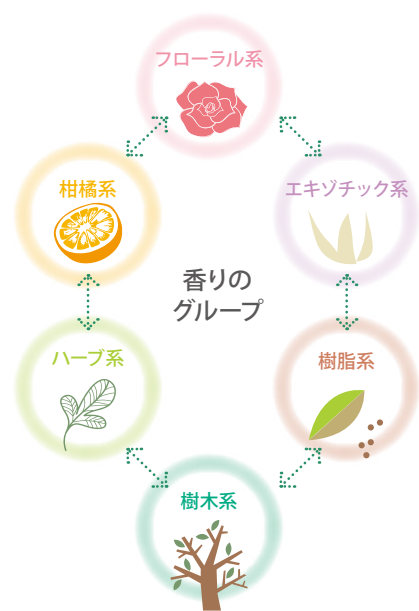 フローラル系
柑橘系
エキゾチック系
香りの
グループ
ハーブ系
樹脂系
樹木系